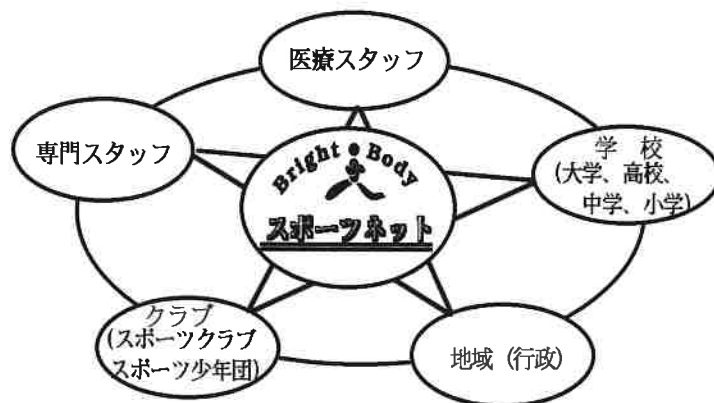 医療スタッフ
専門スタッフ
学 校
(大学、高校、
中学、小学)
Bright Body
スポーツネット
クラブ
(スポーツクラブ
スポーツ少年団)
地域 (行政)